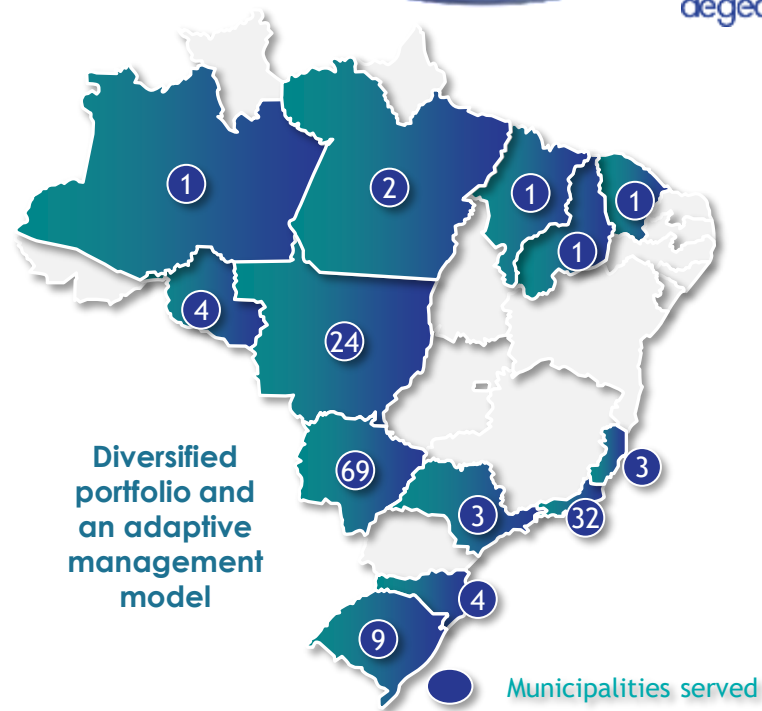 aegea
1
2
1
1
1
4
24
69
3
3
32
4
9
Diversified
portfolio and
an adaptive
management
model
Municipalities served